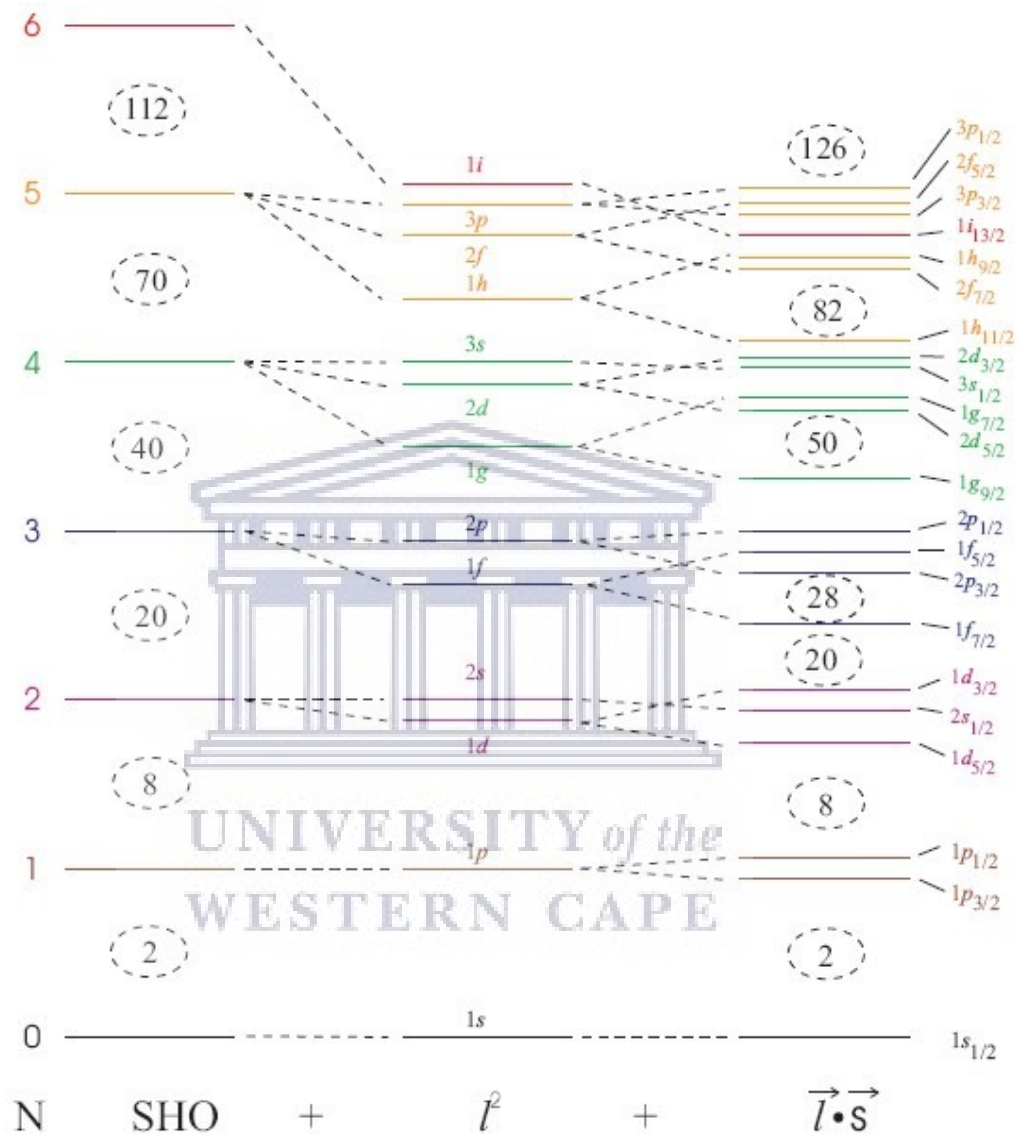 6
112
126
3p1/2
2f5/2
3p3/2
1i13/2
1h9/2
2f7/2
1h11/2
2d3/2
3s1/2
1g7/2
2d5/2
1g9/2
2p1/2
1f5/2
2p3/2
1f7/2
1d3/2
2s1/2
1d5/2
1p1/2
1p3/2
1s1/2
1i
5
3p
2f
70
1h
82
3s
4
2d
40
50
1g
3
2p
1f
20
28
20
2s
2
1d
8
8
UNIVERSITY of the
1p
1
WESTERN CAPE
2
2
1s
0
N SHO + l² + l⃗•s⃗